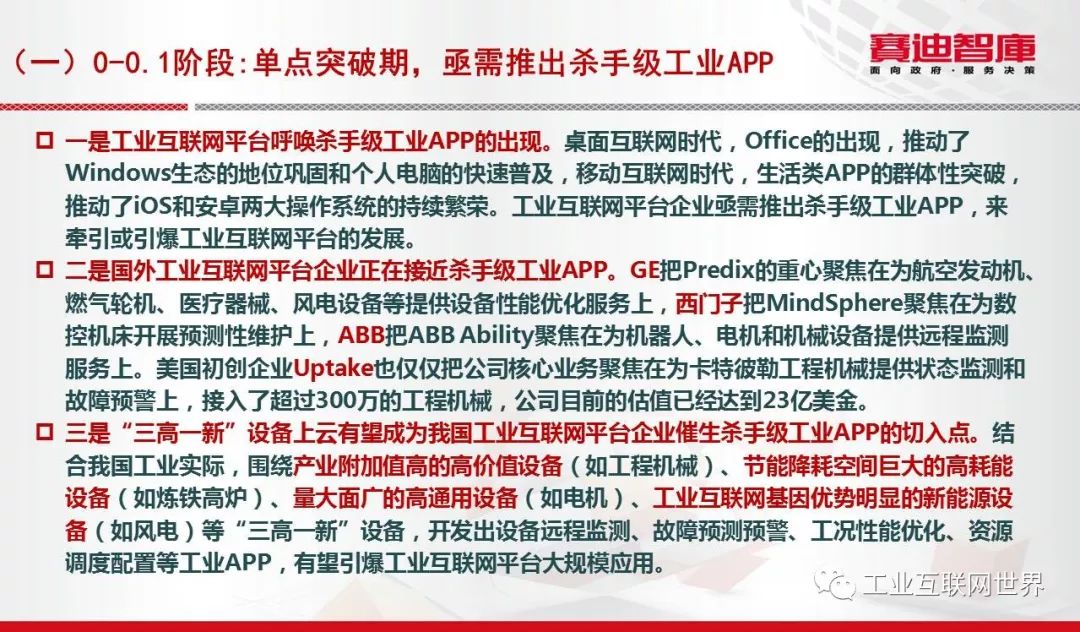 （一）0-0.1阶段:单点突破期，亟需推出杀手级工业APP
赛迪智庫
面向政府·服务决策
一是工业互联网平台呼唤杀手级工业APP的出现。桌面互联网时代，Office的出现，推动了
Windows生态的地位巩固和个人电脑的快速普及，移动互联网时代，生活类APP的群体性突破，
推动了iOS和安卓两大操作系统的持续繁荣。工业互联网平台企业亟需推出杀手级工业APP，来
牵引或引爆工业互联网平台的发展。
二是国外工业互联网平台企业正在接近杀手级工业APP。GE把Predix的重心聚焦在为航空发动机、
燃气轮机、医疗器械、风电设备等提供设备性能优化服务上，西门子把MindSphere聚焦在为数
控机床开展预测性维护上，ABB把ABB Ability聚焦在为机器人、电机和机械设备提供远程监测
服务上。美国初创企业Uptake也仅仅把公司核心业务聚焦在为卡特彼勒工程机械提供状态监测和
故障预警上，接入了超过300万的工程机械，公司目前的估值已经达到23亿美金。
三是“三高一新”设备上云有望成为我国工业互联网平台企业催生杀手级工业APP的切入点。结
合我国工业实际，围绕产业附加值高的高价值设备（如工程机械）、节能降耗空间巨大的高耗能
设备（如炼铁高炉）、量大面广的高通用设备（如电机）、工业互联网基因优势明显的新能源设
备（如风电）等“三高一新”设备，开发出设备远程监测、故障预测预警、工况性能优化、资源
调度配置等工业APP，有望引爆工业互联网平台大规模应用。
工业互联网世界